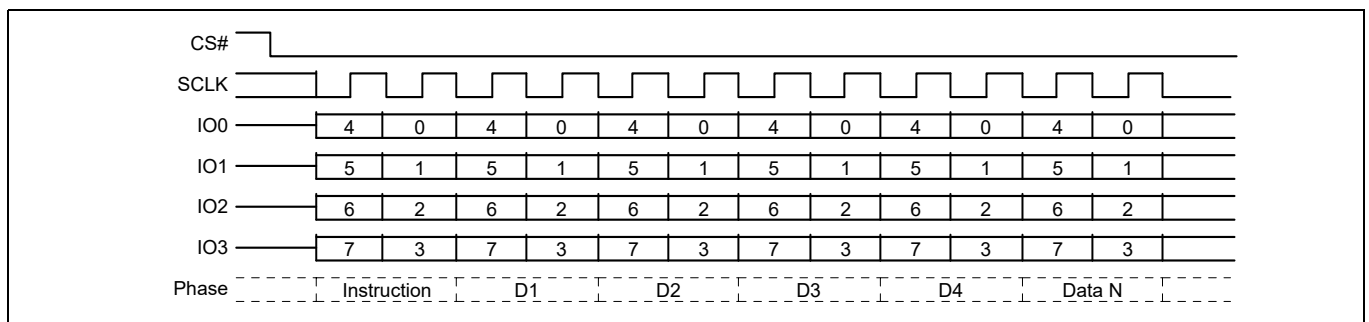 CS#
SCLK
IO0 4 0 4 0 4 0 4 0 4 0 4 0
IO1 5 1 5 1 5 1 5 1 5 1 5 1
IO2 6 2 6 2 6 2 6 2 6 2 6 2
IO3 7 3 7 3 7 3 7 3 7 3 7 3
Phase Instruction D1 D2 D3 D4 Data N